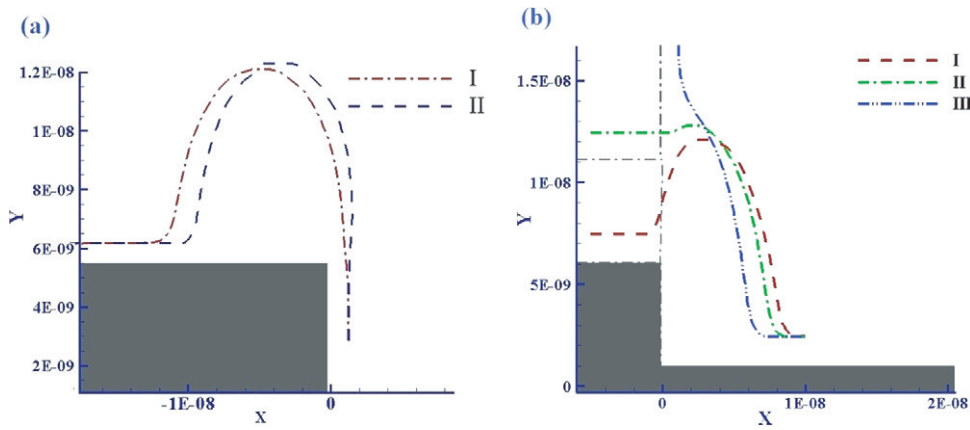 (a)
1.2E-08
1E-08
8E-09
6E-09
4E-09
2E-09
Y
-1E-08
0
X
I
II
(b)
1.5E-08
1E-08
5E-09
0
Y
0
1E-08
2E-08
X
I
II
III